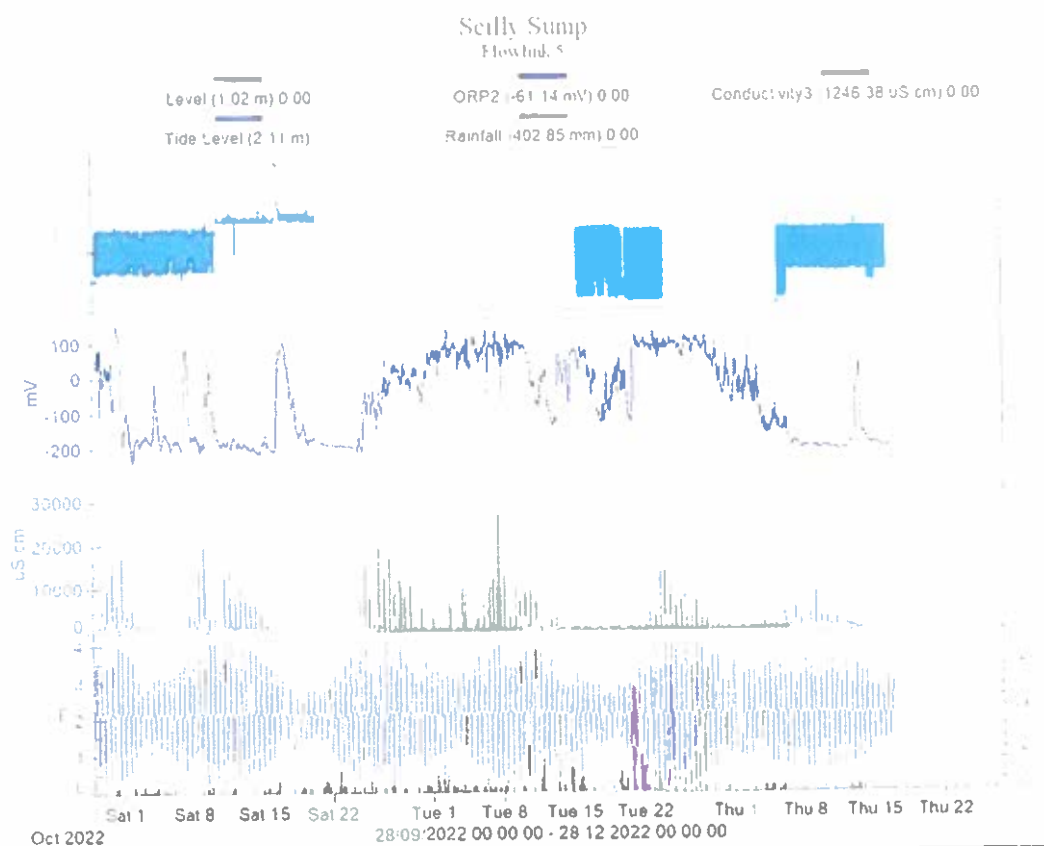 Scilly Sump
Flowlink 5
Level (1.02 m) 0 00
ORP2 (-61 14 mV) 0 00
Conductivity3 (1246 38 uS cm) 0 00
Tide Level (2.11 m)
Rainfall (402 85 mm) 0 00
100
0
-100
-200
mV
30000
20000
10000
0
uS cm
Sat 1 Sat 8 Sat 15 Sat 22 Tue 1 Tue 8 Tue 15 Tue 22 Thu 1 Thu 8 Thu 15 Thu 22
Oct 2022
28:09 2022 00 00 00 - 28 12 2022 00 00 00